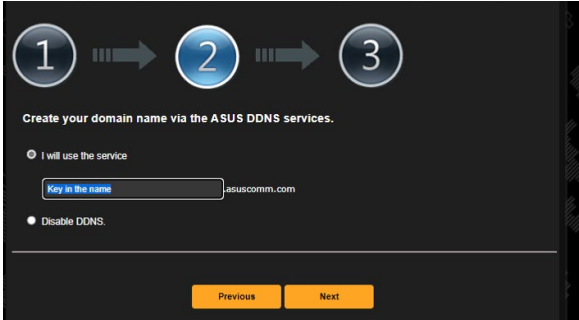 1 2 3
Create your domain name via the ASUS DDNS services.
I will use the service
Key in the name .asuscomm.com
Disable DDNS.
Previous Next